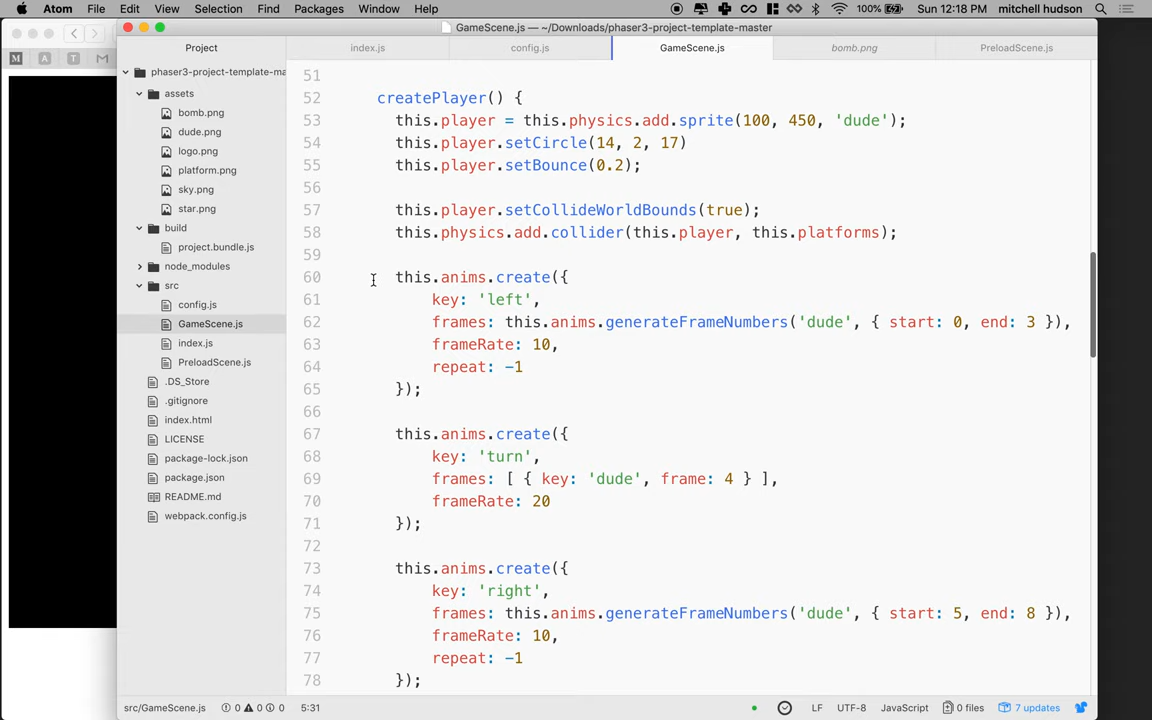 Atom File Edit View Selection Find Packages Window Help 100% Sun 12:18 PM mitchell hudson
GameScene.js — ~/Downloads/phaser3-project-template-master
Project index.js config.js GameScene.js bomb.png PreloadScene.js
M A T M
phaser3-project-template-ma
assets
bomb.png
dude.png
logo.png
platform.png
sky.png
star.png
build
project.bundle.js
node_modules
src
config.js
GameScene.js
index.js
PreloadScene.js
.DS_Store
.gitignore
index.html
LICENSE
package-lock.json
package.json
README.md
webpack.config.js
51
52 createPlayer() {
53 this.player = this.physics.add.sprite(100, 450, 'dude');
54 this.player.setCircle(14, 2, 17)
55 this.player.setBounce(0.2);
56
57 this.player.setCollideWorldBounds(true);
58 this.physics.add.collider(this.player, this.platforms);
59
60 this.anims.create({
61 key: 'left',
62 frames: this.anims.generateFrameNumbers('dude', { start: 0, end: 3 }),
63 frameRate: 10,
64 repeat: -1
65 });
66
67 this.anims.create({
68 key: 'turn',
69 frames: [ { key: 'dude', frame: 4 } ],
70 frameRate: 20
71 });
72
73 this.anims.create({
74 key: 'right',
75 frames: this.anims.generateFrameNumbers('dude', { start: 5, end: 8 }),
76 frameRate: 10,
77 repeat: -1
78 });
src/GameScene.js 0 0 0 5:31 LF UTF-8 JavaScript 0 files 7 updates